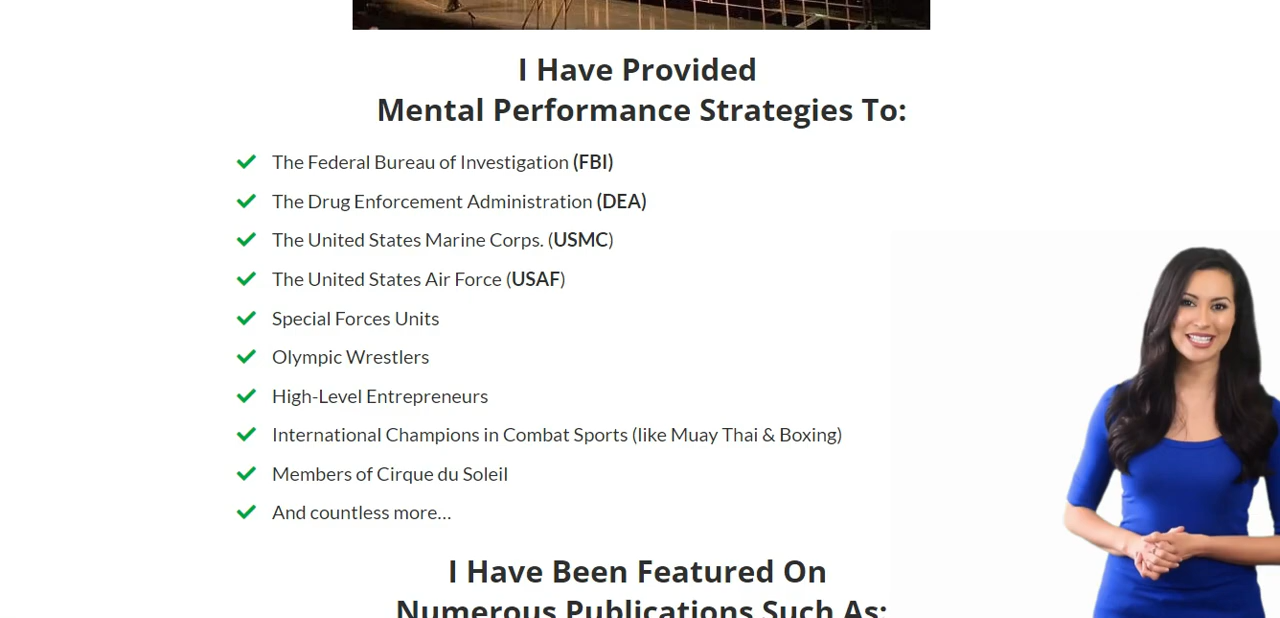 I Have Provided
Mental Performance Strategies To:
The Federal Bureau of Investigation (FBI)
The Drug Enforcement Administration (DEA)
The United States Marine Corps. (USMC)
The United States Air Force (USAF)
Special Forces Units
Olympic Wrestlers
High-Level Entrepreneurs
International Champions in Combat Sports (like Muay Thai & Boxing)
Members of Cirque du Soleil
And countless more...
I Have Been Featured On
Numerous Publications Such As: